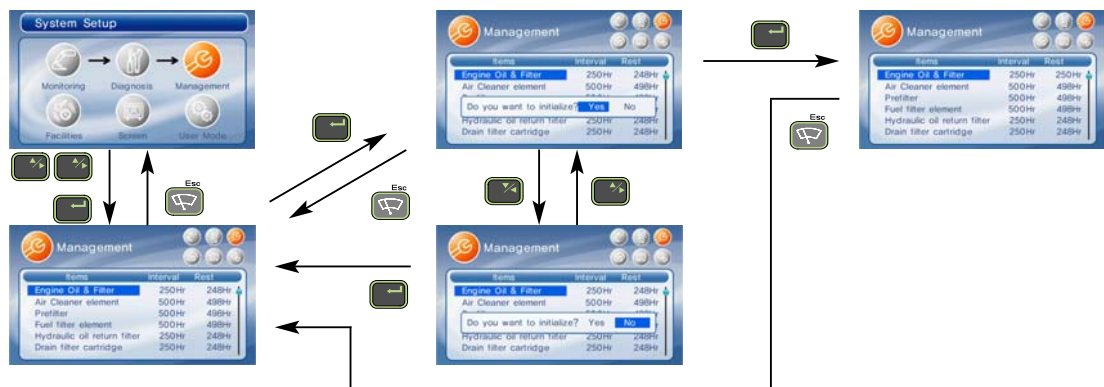 System Setup
Monitoring
Diagnosis
Management
Facilities
Screen
User Mode
Esc
Management
Items Interval Rest
Engine Oil & Filter 250Hr 248Hr
Air Cleaner element 500Hr 498Hr
Prefilter 500Hr 498Hr
Fuel filter element 500Hr 498Hr
Hydraulic oil return filter 250Hr 248Hr
Drain filter cartridge 250Hr 248Hr
Esc
Management
Items Interval Rest
Engine Oil & Filter 250Hr 248Hr
Air Cleaner element 500Hr 498Hr
Do you want to initialize? Yes No
Hydraulic oil return filter 250Hr 248Hr
Drain filter cartridge 250Hr 248Hr
Management
Items Interval Rest
Engine Oil & Filter 250Hr 248Hr
Air Cleaner element 500Hr 498Hr
Do you want to initialize? Yes No
Hydraulic oil return filter 250Hr 248Hr
Drain filter cartridge 250Hr 248Hr
Management
Items Interval Rest
Engine Oil & Filter 250Hr 250Hr
Air Cleaner element 500Hr 498Hr
Prefilter 500Hr 498Hr
Fuel filter element 500Hr 498Hr
Hydraulic oil return filter 250Hr 248Hr
Drain filter cartridge 250Hr 248Hr
Esc